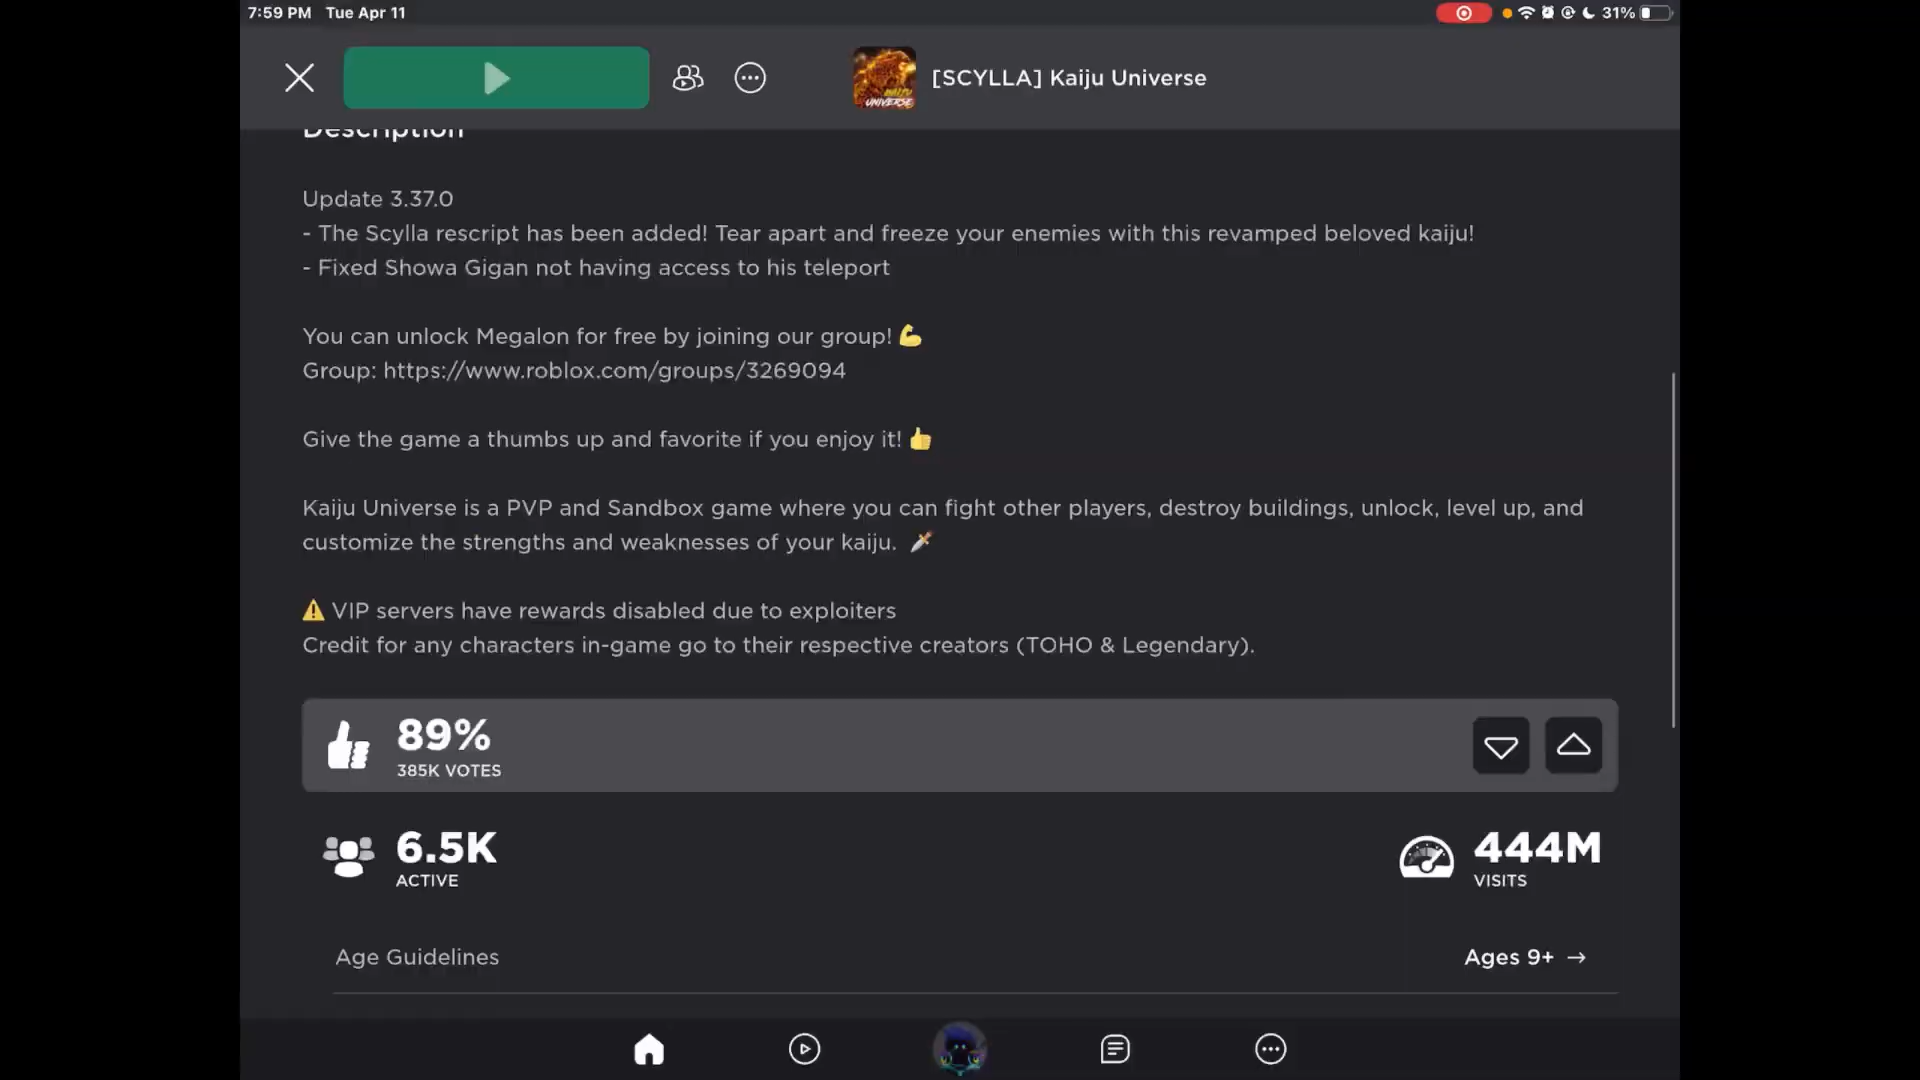 7:59 PM Tue Apr 11
31%
KAIJU UNIVERSE
[SCYLLA] Kaiju Universe
Description
Update 3.37.0
- The Scylla rescript has been added! Tear apart and freeze your enemies with this revamped beloved kaiju!
- Fixed Showa Gigan not having access to his teleport
You can unlock Megalon for free by joining our group! 💪
Group: https://www.roblox.com/groups/3269094
Give the game a thumbs up and favorite if you enjoy it! 👍
Kaiju Universe is a PVP and Sandbox game where you can fight other players, destroy buildings, unlock, level up, and
customize the strengths and weaknesses of your kaiju. 🗡️
⚠️ VIP servers have rewards disabled due to exploiters
Credit for any characters in-game go to their respective creators (TOHO & Legendary).
89%
385K VOTES
6.5K
ACTIVE
444M
VISITS
Age Guidelines
Ages 9+ →